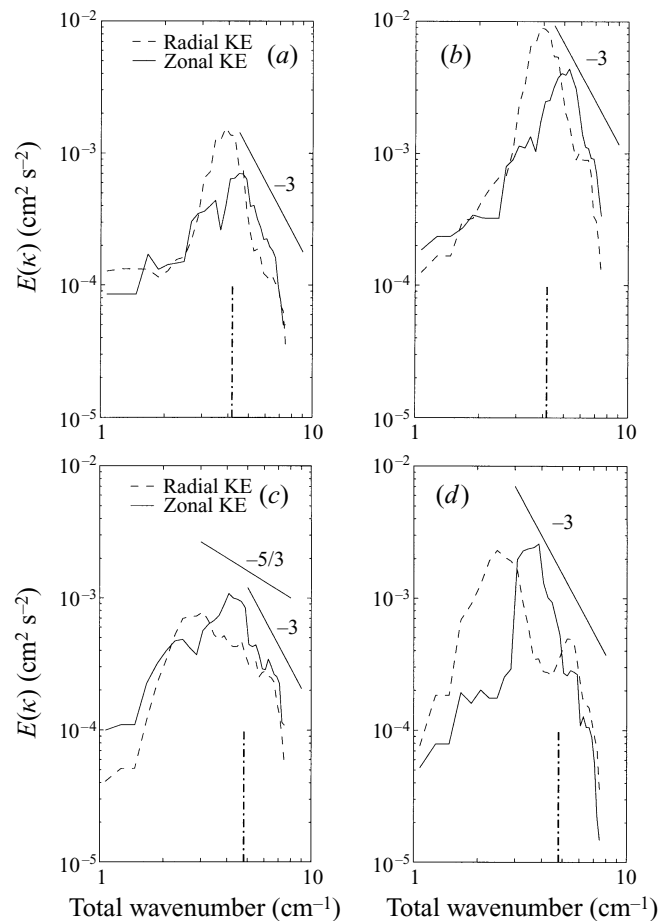 10⁻²
Radial KE
Zonal KE
(a)
10⁻³
–3
E(κ) (cm² s⁻²)
10⁻⁴
10⁻⁵
1
10
10⁻²
(b)
–3
10⁻³
10⁻⁴
10⁻⁵
1
10
10⁻²
Radial KE
Zonal KE
(c)
–5/3
10⁻³
–3
E(κ) (cm² s⁻²)
10⁻⁴
10⁻⁵
1
10
Total wavenumber (cm⁻¹)
10⁻²
(d)
–3
10⁻³
10⁻⁴
10⁻⁵
1
10
Total wavenumber (cm⁻¹)